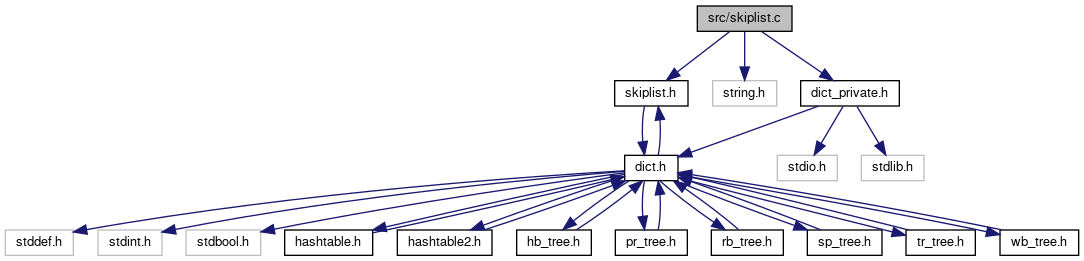 src/skiplist.c
skiplist.h
string.h
dict_private.h
dict.h
stdio.h
stdlib.h
stddef.h
stdint.h
stdbool.h
hashtable.h
hashtable2.h
hb_tree.h
pr_tree.h
rb_tree.h
sp_tree.h
tr_tree.h
wb_tree.h